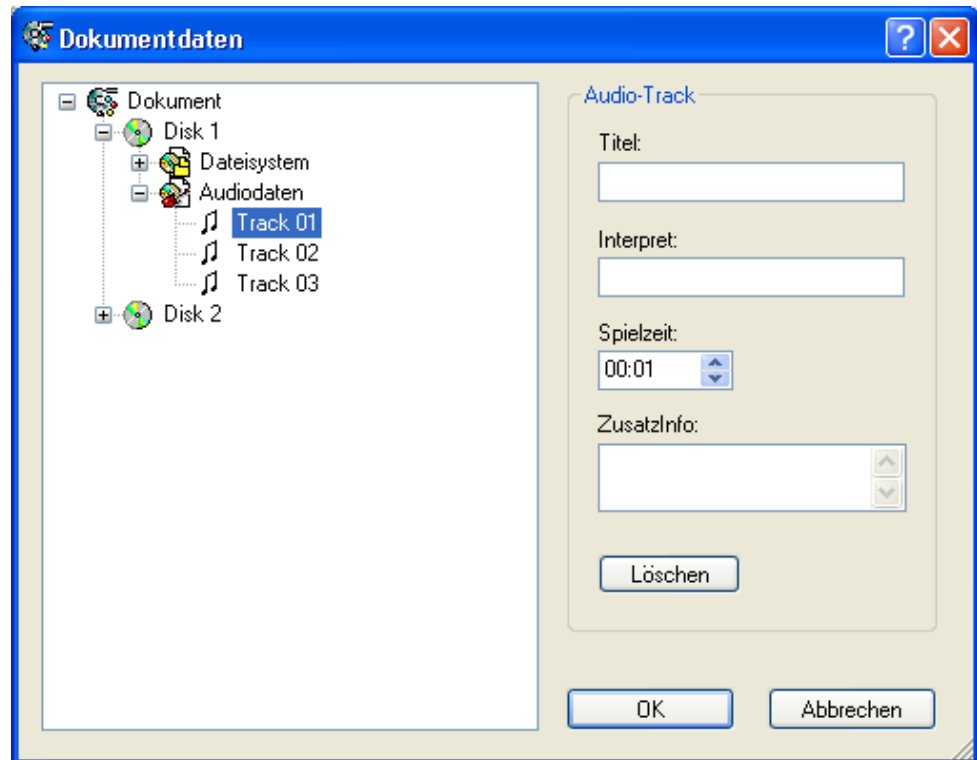 Dokumentdaten
Dokument
Disk 1
Dateisystem
Audiodaten
Track 01
Track 02
Track 03
Disk 2
Audio-Track
Titel:
Interpret:
Spielzeit:
00:01
ZusatzInfo:
Löschen
OK
Abbrechen